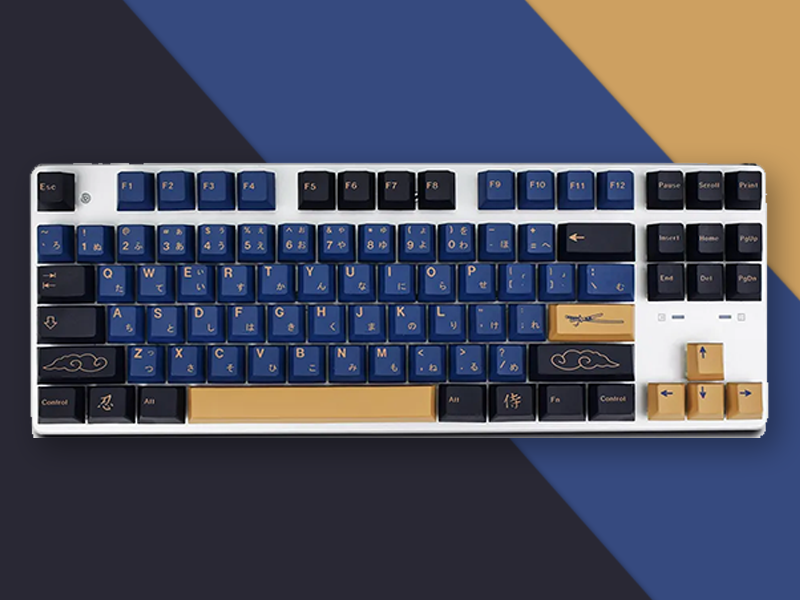 Esc F1 F2 F3 F4 F5 F6 F7 F8 F9 F10 F11 F12 Pause Scroll Print
~ ` ろ ! 1 ぬ @ 2 ふ # 3 あ $ 4 う % 5 え ^ 6 お & 7 や * 8 ゆ ( 9 よ ) 0 わ - ほ + = へ ← Insert Home PgUp
Q た W て E い R す T か Y ん U な I に O ら P せ [ ] \ む End Del PgDn
A ち S と D し F は G き H く J ま K の L り ; れ : け
Z つ X さ C そ V ひ B こ N み M も < , ね > . る ? / め ↑
Control 忍 Alt Alt 侍 Fn Control ← ↓ →